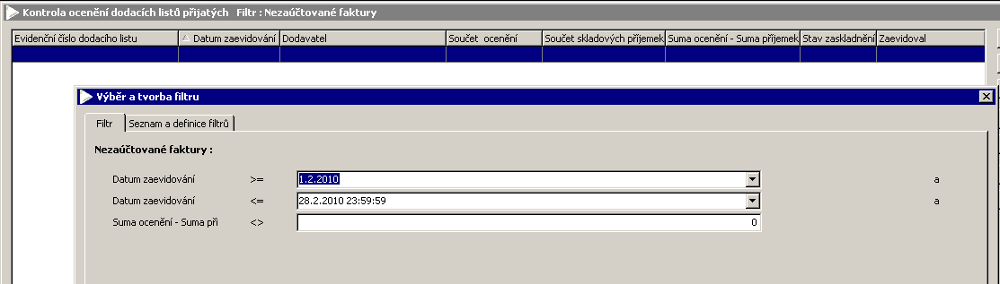 Kontrola ocenění dodacích listů přijatých Filtr : Nezaúčtované faktury
Evidenční číslo dodacího listu Datum zaevidování Dodavatel Součet ocenění Součet skladových příjemek Suma ocenění - Suma příjemek Stav zaskladnění Zaevidoval
Výběr a tvorba filtru
Filtr Seznam a definice filtrů
Nezaúčtované faktury :
Datum zaevidování >= 1.2.2010 a
Datum zaevidování <= 28.2.2010 23:59:59 a
Suma ocenění - Suma při <> 0